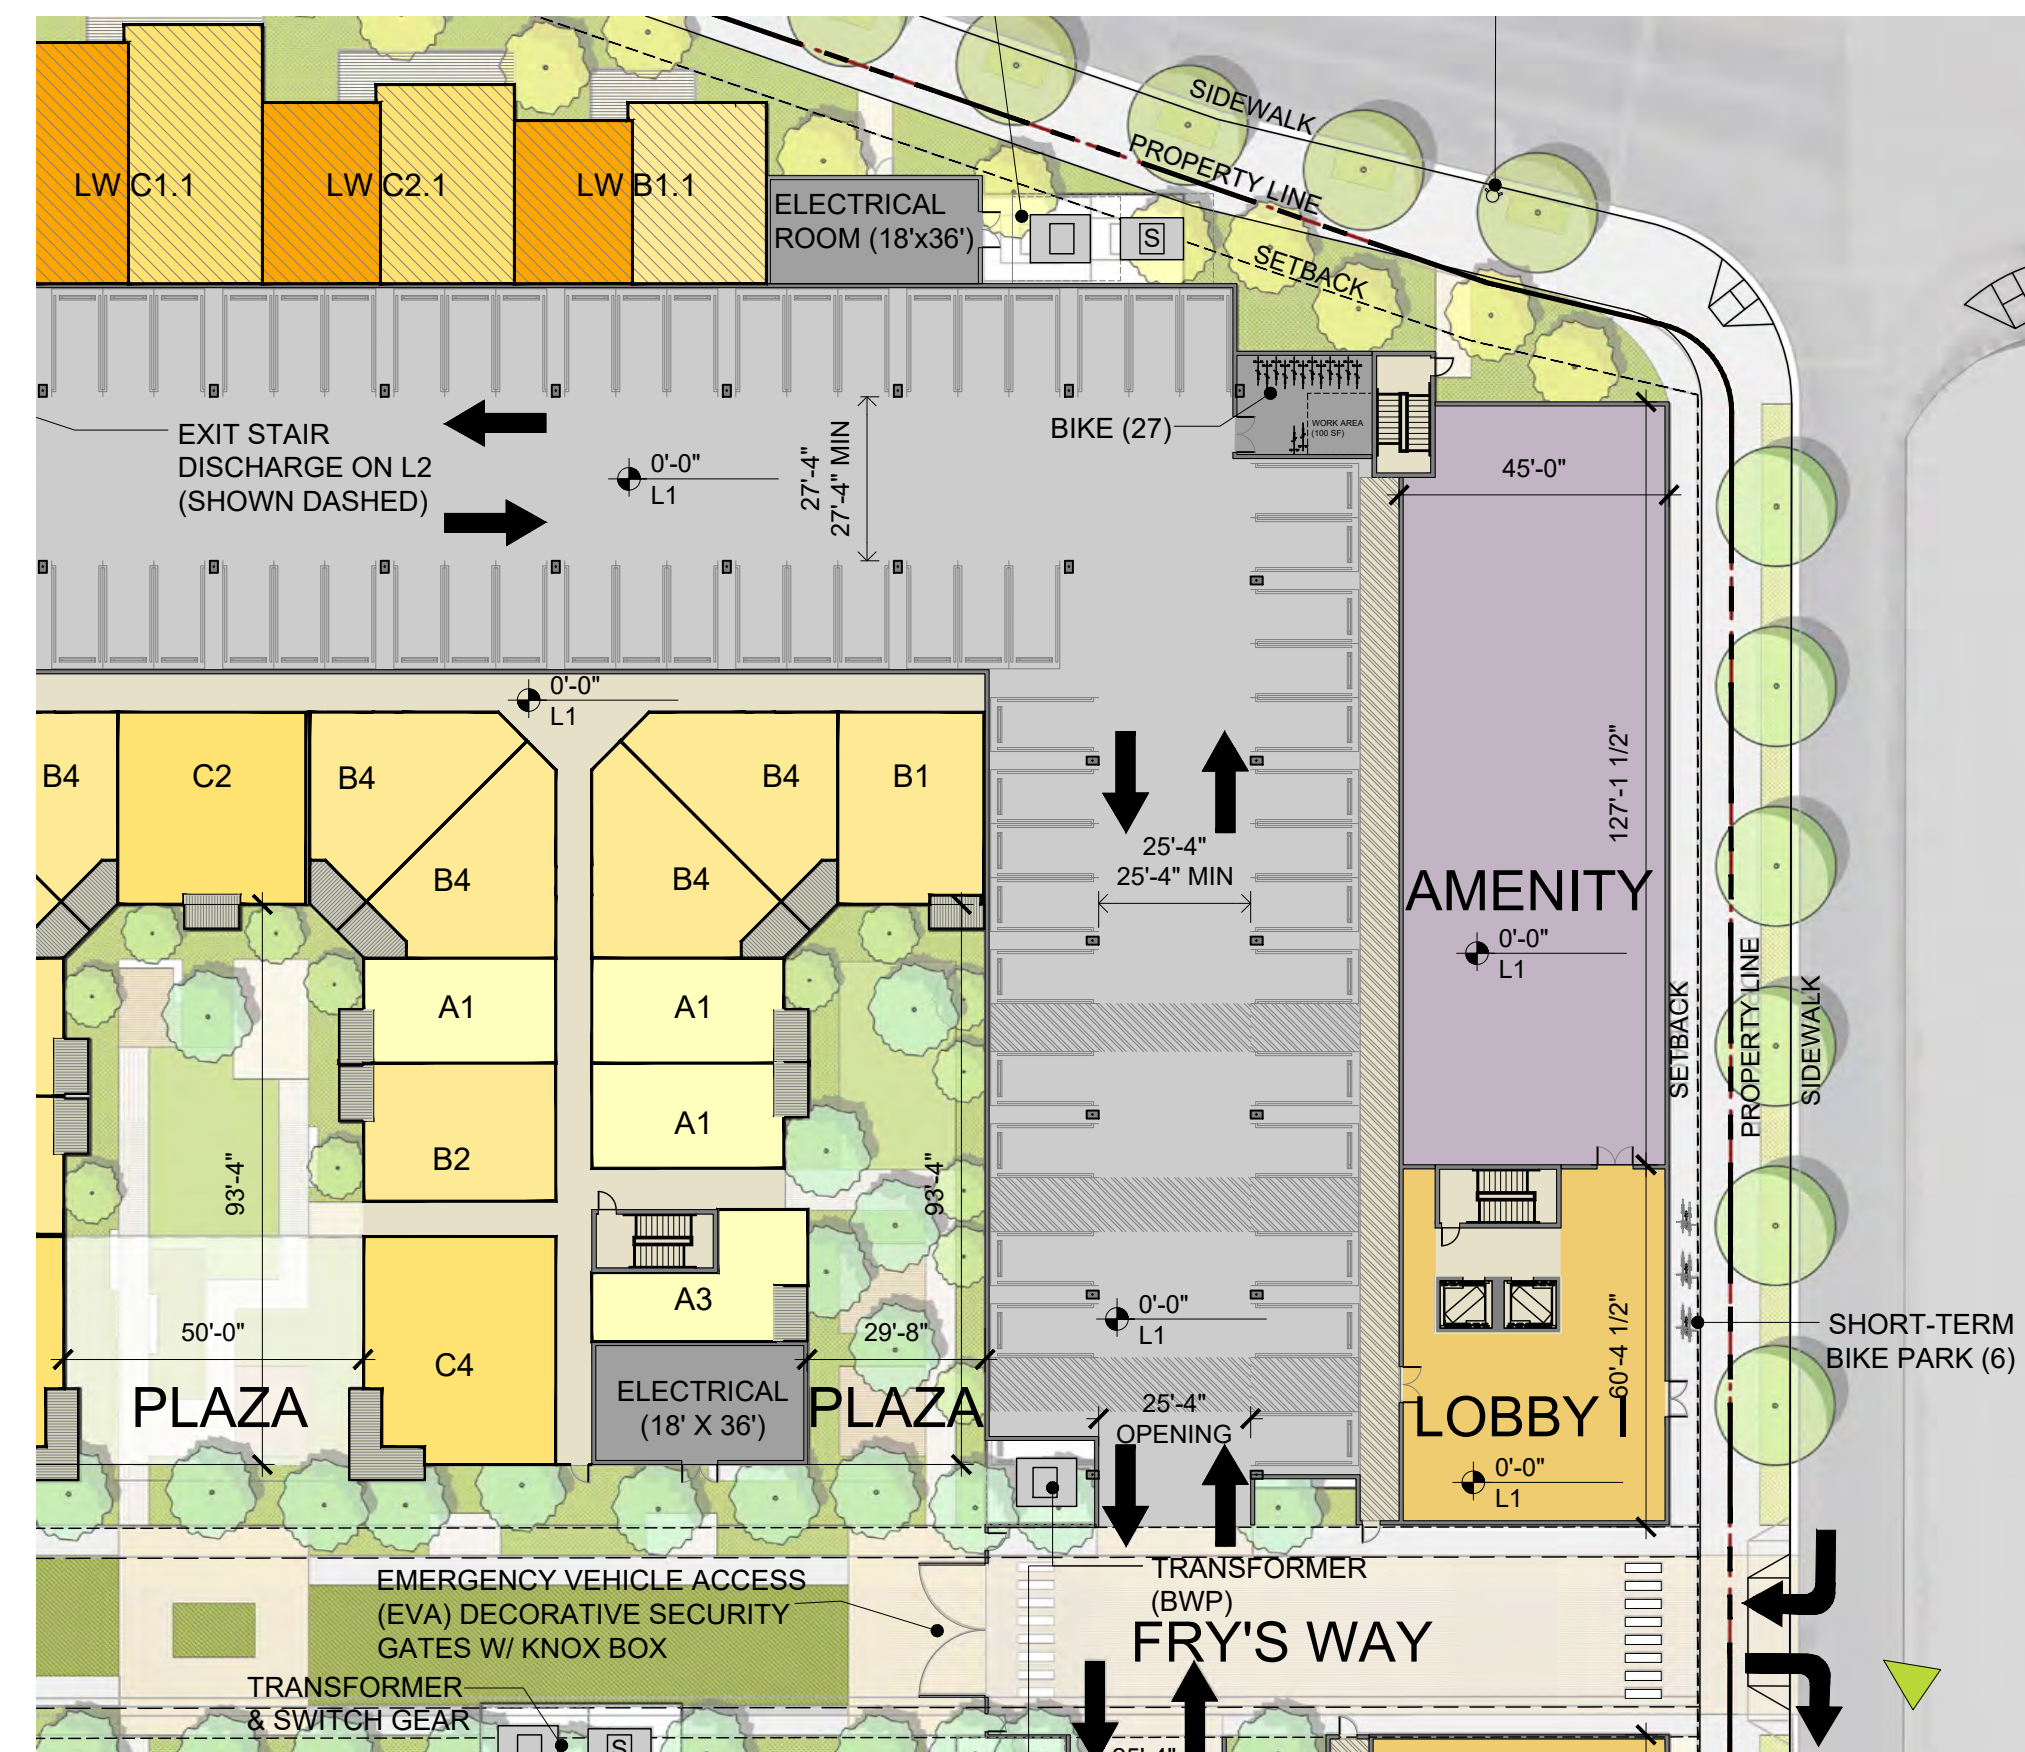 SIDEWALK
PROPERTY LINE
SETBACK
LW C1.1
LW C2.1
LW B1.1
ELECTRICAL
ROOM (18'x36')
S
EXIT STAIR
DISCHARGE ON L2
(SHOWN DASHED)
0'-0"
L1
27'-4"
27'-4" MIN
BIKE (27)
WORK AREA
(100 SF)
45'-0"
0'-0"
L1
B4
C2
B4
B4
B1
B4
B4
25'-4"
25'-4" MIN
127'-1 1/2"
AMENITY
0'-0"
L1
SETBACK
PROPERTY LINE
SIDEWALK
A1
A1
A1
B2
93'-4"
93'-4"
A3
50'-0"
C4
29'-8"
0'-0"
L1
60'-4 1/2"
SHORT-TERM
BIKE PARK (6)
PLAZA
ELECTRICAL
(18' X 36')
PLAZA
25'-4"
OPENING
LOBBY I
0'-0"
L1
TRANSFORMER
(BWP)
EMERGENCY VEHICLE ACCESS
(EVA) DECORATIVE SECURITY
GATES W/ KNOX BOX
FRY'S WAY
TRANSFORMER
& SWITCH GEAR
S
25'-4"